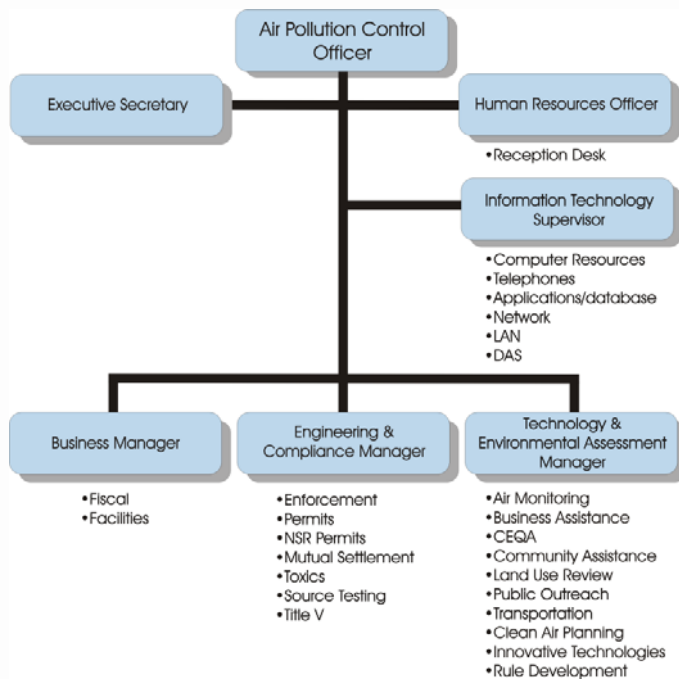 Air Pollution Control
Officer
Executive Secretary
Human Resources Officer
•Reception Desk
Information Technology
Supervisor
•Computer Resources
•Telephones
•Applications/database
•Network
•LAN
•DAS
Business Manager
•Fiscal
•Facilities
Engineering &
Compliance Manager
•Enforcement
•Permits
•NSR Permits
•Mutual Settlement
•Toxics
•Source Testing
•Title V
Technology &
Environmental Assessment
Manager
•Air Monitoring
•Business Assistance
•CEQA
•Community Assistance
•Land Use Review
•Public Outreach
•Transportation
•Clean Air Planning
•Innovative Technologies
•Rule Development